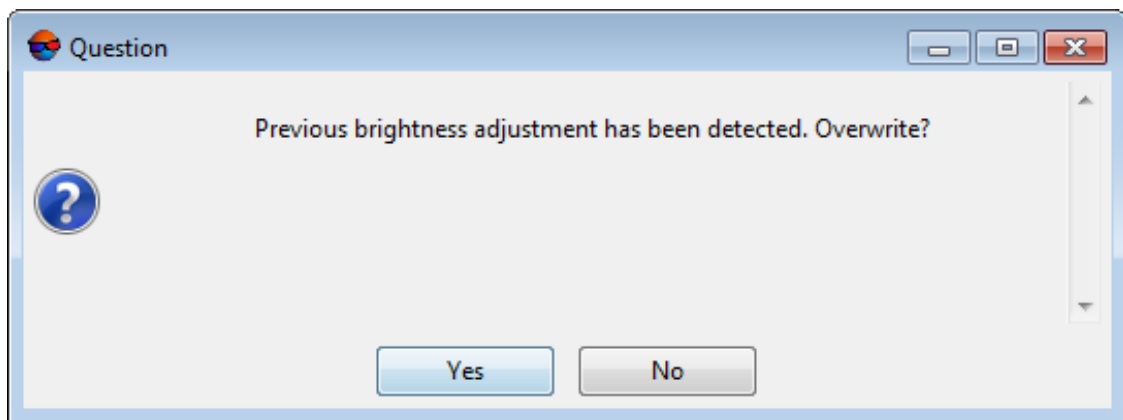 Question
Previous brightness adjustment has been detected. Overwrite?
Yes
No